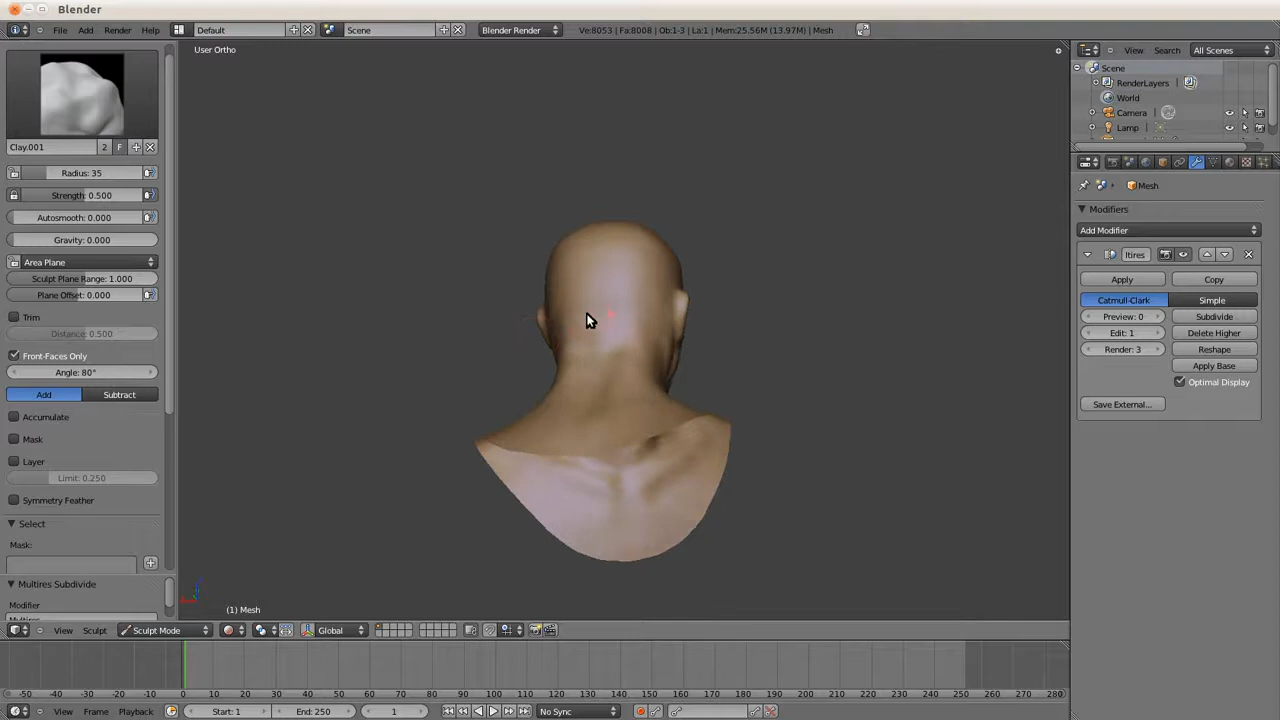 Blender
File Add Render Help Default Scene Blender Render Ve:8053 | Fa:8008 | Ob:1-3 | La:1 | Mem:25.56M (13.97M) | Mesh
User Ortho
View Search All Scenes
Scene
RenderLayers
World
Camera
Lamp
Clay.001 2 F
Radius: 35
Strength: 0.500
Autosmooth: 0.000
Gravity: 0.000
Area Plane
Sculpt Plane Range: 1.000
Plane Offset: 0.000
Trim
Distance: 0.500
Front-Faces Only
Angle: 80°
Add Subtract
Accumulate
Mask
Layer
Limit: 0.250
Symmetry Feather
Select
Mask:
Multires Subdivide
Modifier
Mesh
Modifiers
Add Modifier
ltires
Apply Copy
Catmull-Clark Simple
Preview: 0 Subdivide
Edit: 1 Delete Higher
Render: 3 Reshape
Apply Base
Optimal Display
Save External...
(1) Mesh
View Sculpt Sculpt Mode Global
-50 -40 -30 -20 -10 0 10 20 30 40 50 60 70 80 90 100 110 120 130 140 150 160 170 180 190 200 210 220 230 240 250 260 270 280
View Frame Playback Start: 1 End: 250 1 No Sync